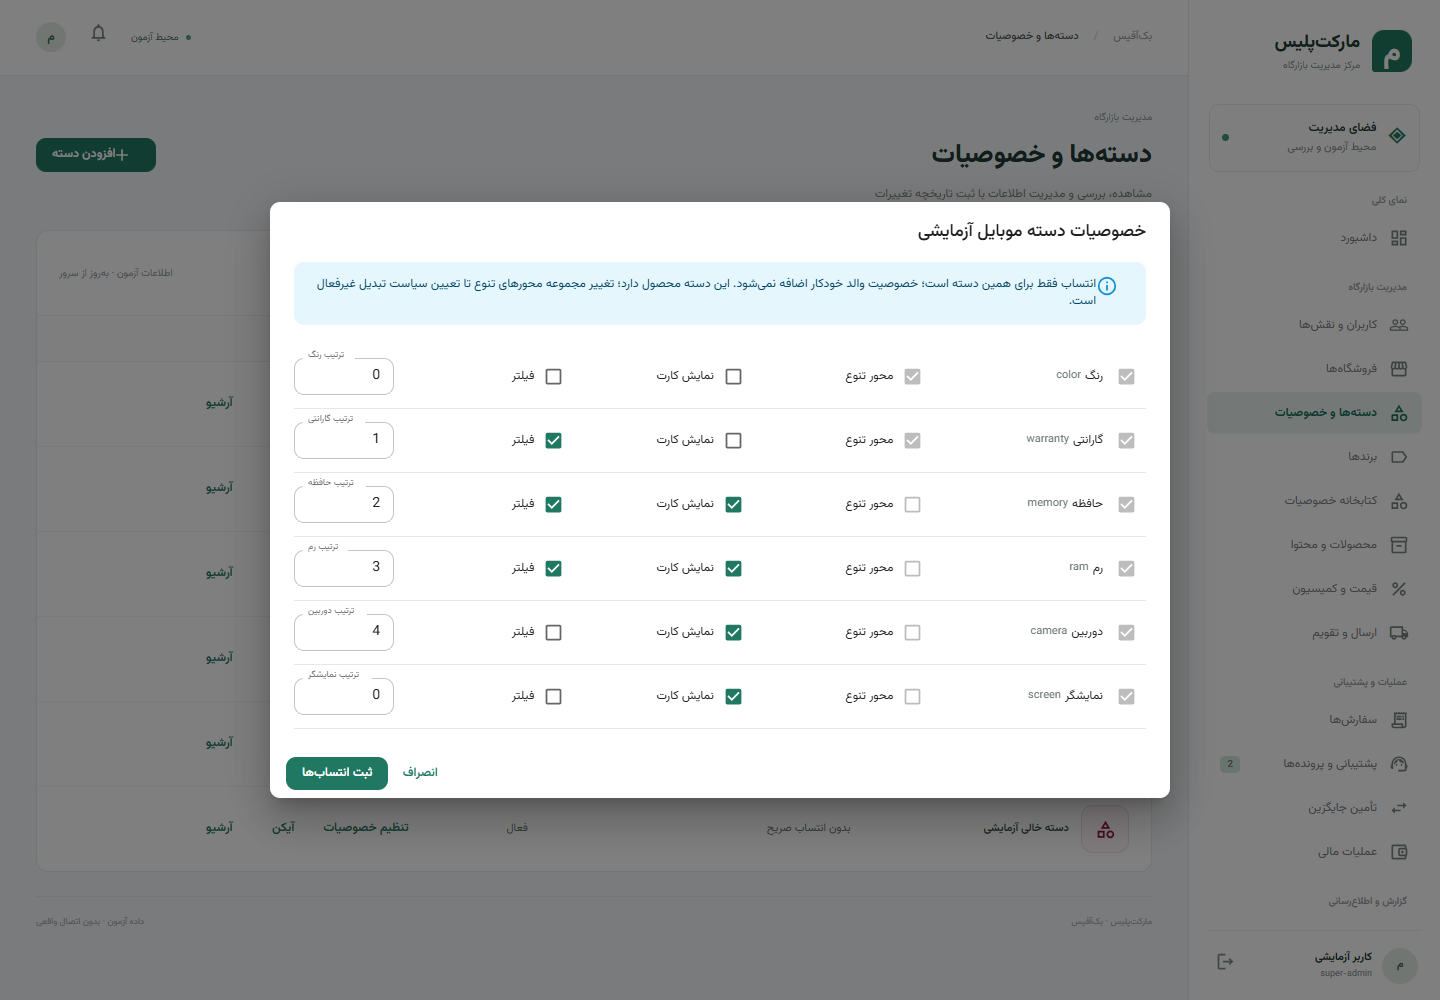 مارکت‌پلیس
مرکز مدیریت بازارگاه
م
فضای مدیریت
محیط آزمون و بررسی
نمای کلی
داشبورد
مدیریت بازارگاه
کاربران و نقش‌ها
فروشگاه‌ها
دسته‌ها و خصوصیات
برندها
کتابخانه خصوصیات
محصولات و محتوا
قیمت و کمیسیون
ارسال و تقویم
عملیات و پشتیبانی
سفارش‌ها
پشتیبانی و پرونده‌ها 2
تأمین جایگزین
عملیات مالی
گزارش و اطلاع‌رسانی
م
کاربر آزمایشی
super-admin
بک‌آفیس / دسته‌ها و خصوصیات
محیط آزمون
م
مدیریت بازارگاه
دسته‌ها و خصوصیات
مشاهده، بررسی و مدیریت اطلاعات با ثبت تاریخچه تغییرات
افزودن دسته
اطلاعات آزمون · به‌روز از سرور
خصوصیات دسته موبایل آزمایشی
انتساب فقط برای همین دسته است؛ خصوصیت والد خودکار اضافه نمی‌شود. این دسته محصول دارد؛ تغییر مجموعه محورهای تنوع تا تعیین سیاست تبدیل غیرفعال
است.
رنگ color محور تنوع نمایش کارت فیلتر ترتیب رنگ 0
گارانتی warranty محور تنوع نمایش کارت فیلتر ترتیب گارانتی 1
حافظه memory محور تنوع نمایش کارت فیلتر ترتیب حافظه 2
رم ram محور تنوع نمایش کارت فیلتر ترتیب رم 3
دوربین camera محور تنوع نمایش کارت فیلتر ترتیب دوربین 4
نمایشگر screen محور تنوع نمایش کارت فیلتر ترتیب نمایشگر 0
انصراف
ثبت انتساب‌ها
آرشیو
آرشیو
آرشیو
آرشیو
آرشیو
دسته خالی آزمایشی بدون انتساب صریح فعال تنظیم خصوصیات آیکن آرشیو
مارکت‌پلیس · بک‌آفیس
داده آزمون · بدون اتصال واقعی